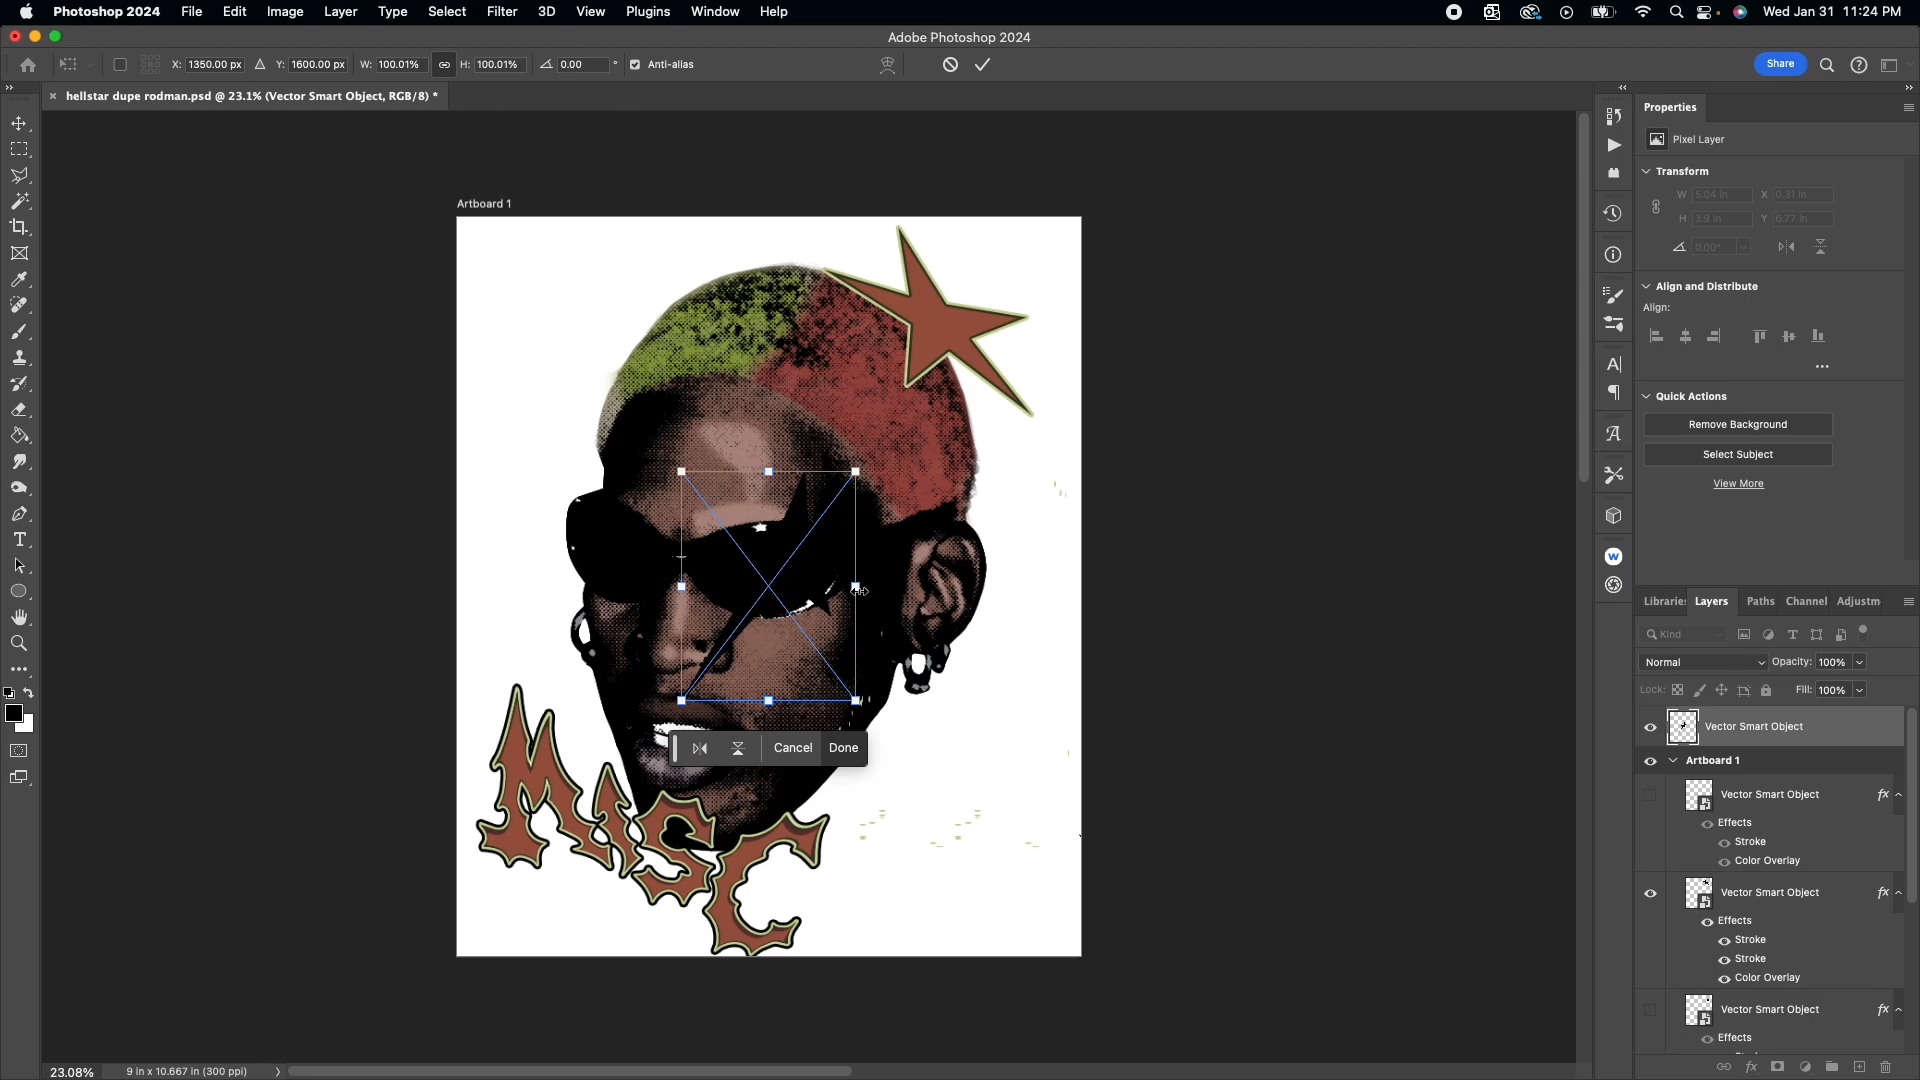 Photoshop 2024 File Edit Image Layer Type Select Filter 3D View Plugins Window Help Wed Jan 31 11:24 PM
Adobe Photoshop 2024
X: 1350.00 px Y: 1600.00 px W: 100.01% H: 100.01% 0.00 ° Anti-alias Share
hellstar dupe rodman.psd @ 23.1% (Vector Smart Object, RGB/8) *
Properties
Pixel Layer
Transform
W 5.04 in X 0.31 in
H 3.9 in Y 6.77 in
0.00°
Align and Distribute
Align:
Quick Actions
Remove Background
Select Subject
View More
Artboard 1
MISC
Cancel Done
Libraries Layers Paths Channel Adjustm
Kind
Normal Opacity: 100%
Lock: Fill: 100%
Vector Smart Object
Artboard 1
Vector Smart Object fx
Effects
Stroke
Color Overlay
Vector Smart Object fx
Effects
Stroke
Stroke
Color Overlay
Vector Smart Object fx
Effects
23.08% 9 in x 10.667 in (300 ppi)